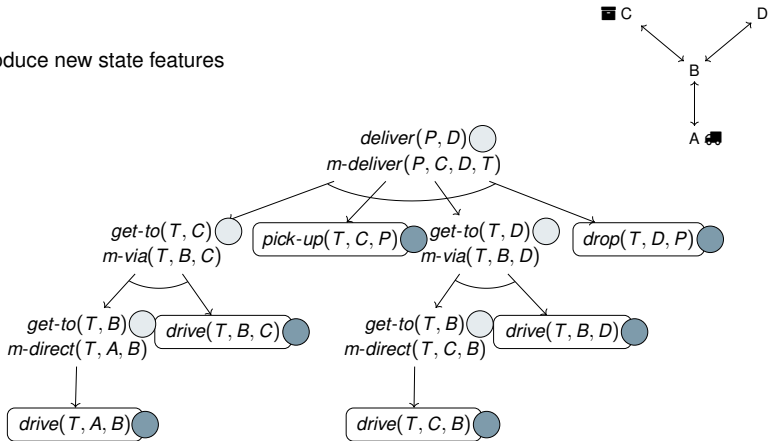 C D
oduce new state features
B
A
deliver(P, D)
m-deliver(P, C, D, T)
get-to(T, C) pick-up(T, C, P) get-to(T, D) drop(T, D, P)
m-via(T, B, C) m-via(T, B, D)
get-to(T, B) drive(T, B, C) get-to(T, B) drive(T, B, D)
m-direct(T, A, B) m-direct(T, C, B)
drive(T, A, B) drive(T, C, B)